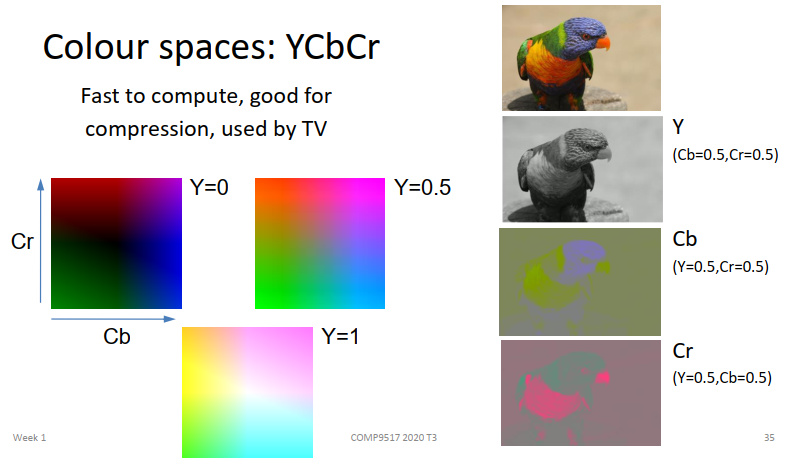 Colour spaces: YCbCr
Fast to compute, good for
compression, used by TV
Y=0
Y=0.5
Cr
Cb
Y=1
Y
(Cb=0.5,Cr=0.5)
Cb
(Y=0.5,Cr=0.5)
Cr
(Y=0.5,Cb=0.5)
Week 1
COMP9517 2020 T3
35